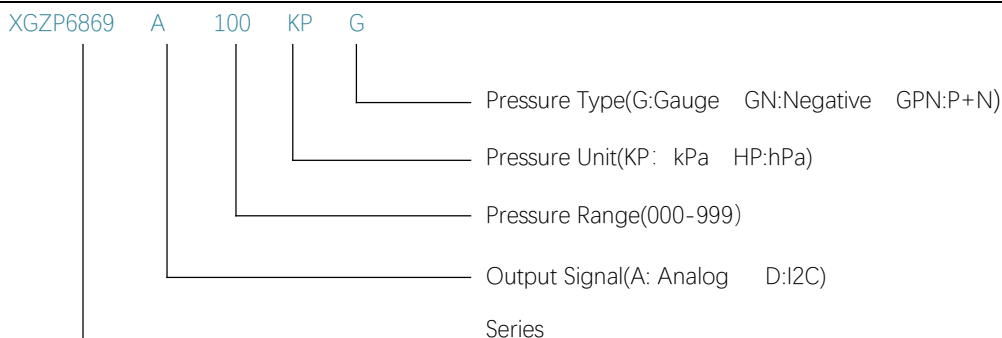 XGZP6869 A 100 KP G
Pressure Type(G:Gauge GN:Negative GPN:P+N)
Pressure Unit(KP: kPa HP:hPa)
Pressure Range(000-999）
Output Signal(A: Analog D:I2C)
Series